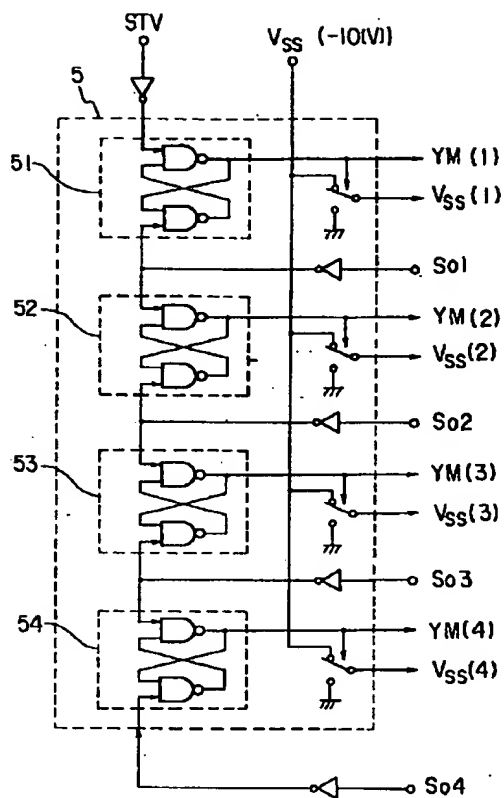 STV
VSS (-10(V))
5
51
YM(1)
VSS(1)
So1
52
YM(2)
VSS(2)
So2
53
YM(3)
VSS(3)
So3
54
YM(4)
VSS(4)
So4